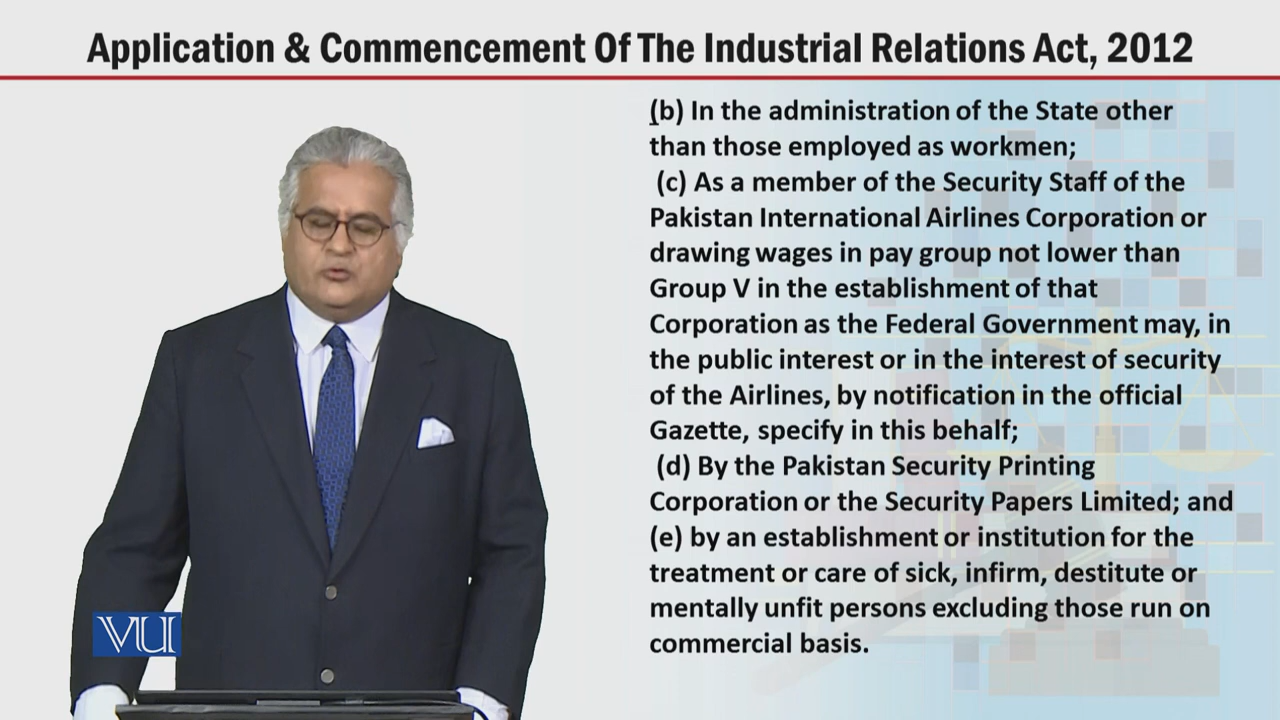 Application & Commencement Of The Industrial Relations Act, 2012
(b) In the administration of the State other
than those employed as workmen;
(c) As a member of the Security Staff of the
Pakistan International Airlines Corporation or
drawing wages in pay group not lower than
Group V in the establishment of that
Corporation as the Federal Government may, in
the public interest or in the interest of security
of the Airlines, by notification in the official
Gazette, specify in this behalf;
(d) By the Pakistan Security Printing
Corporation or the Security Papers Limited; and
(e) by an establishment or institution for the
treatment or care of sick, infirm, destitute or
mentally unfit persons excluding those run on
commercial basis.
VU